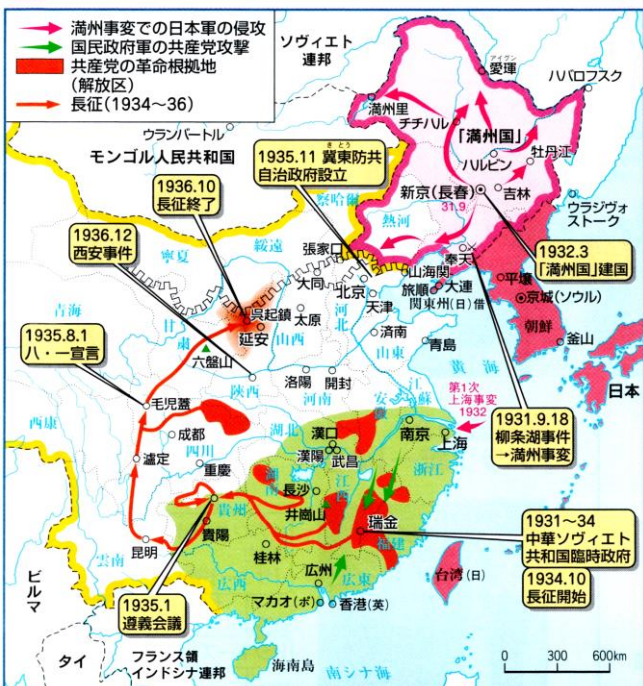 満州事変での日本軍の侵攻
国民政府軍の共産党攻撃
共産党の革命根拠地
(解放区)
長征(1934〜36)
ソヴィエト
連邦
アイグン
愛琿
ハバロフスク
満州里
チチハル
「満州国」
ハルビン
牡丹江
ウランバートル
モンゴル人民共和国
1935.11 冀東防共
きとう
自治政府設立
新京(長春)
31.9
吉林
ウラジヴォ
ストーク
1936.10
長征終了
察哈爾
熱河
奉天
1932.3
「満州国」建国
1936.12
西安事件
寧夏
綏遠
張家口
大同
北京
山海関
旅順
大連
関東州(日)借
平壌
京城(ソウル)
朝鮮
釜山
日本
青海
甘
粛
呉起鎮
延安
太原
山西
河北
天津
済南
山東
青島
黄海
1935.8.1
八・一宣言
六盤山
陝西
洛陽
開封
河南
江
蘇
安
徽
第1次
上海事変
1932
1931.9.18
柳条湖事件
→満州事変
西康
毛児蓋
成都
四川
瀘定
重慶
湖北
漢口
漢陽
武昌
南京
上海
浙江
湖
南
長沙
井崗山
江
西
瑞金
福建
1931〜34
中華ソヴィエト
共和国臨時政府
1934.10
長征開始
貴州
貴陽
昆明
雲南
桂林
広西
広州
広東
台湾(日)
マカオ(ポ)
香港(英)
1935.1
遵義会議
ビルマ
タイ
フランス領
インドシナ連邦
海南島
南シナ海
0 300 600km